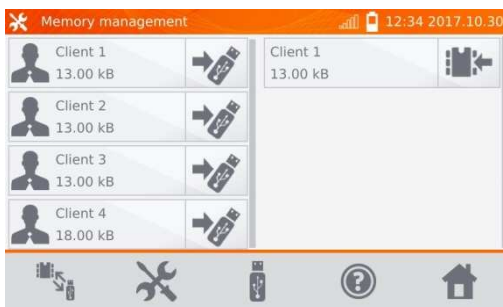 Memory management
12:34 2017.10.30
Client 1
13.00 kB
Client 2
13.00 kB
Client 3
13.00 kB
Client 4
18.00 kB
Client 1
13.00 kB